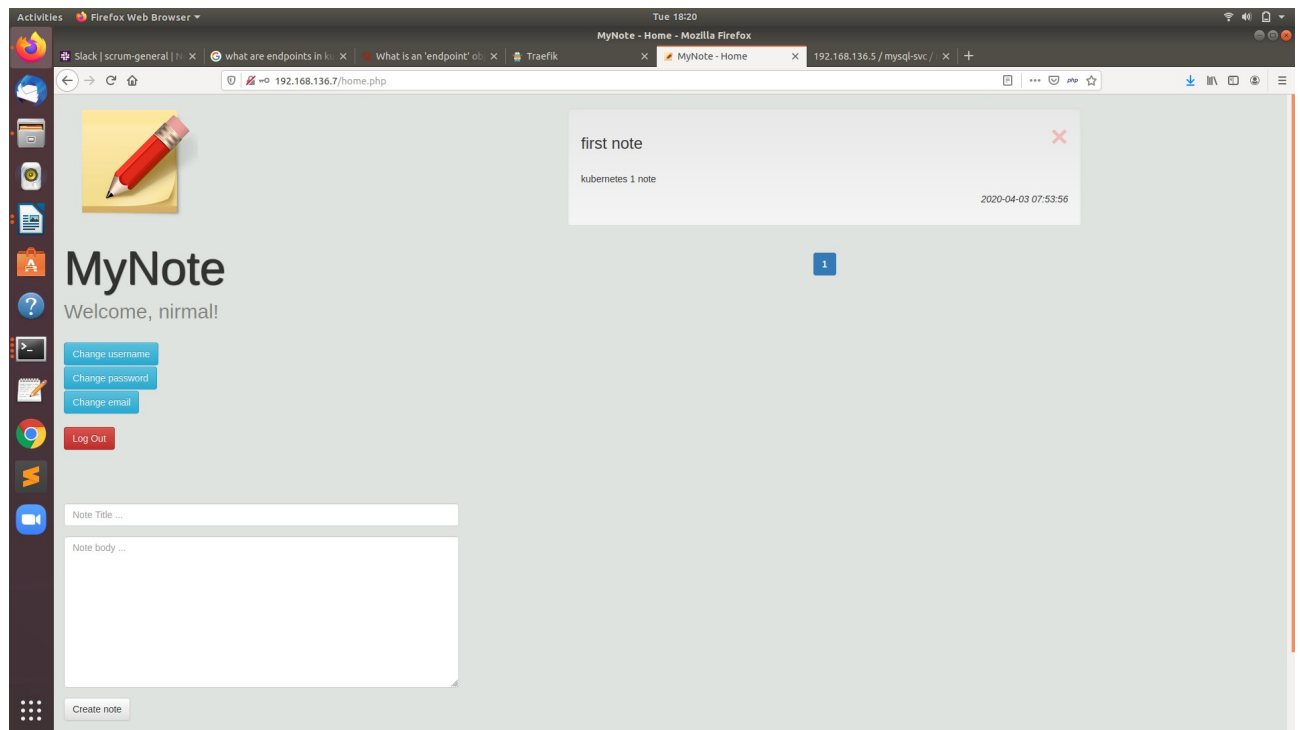 Activities Firefox Web Browser Tue 18:20
MyNote - Home - Mozilla Firefox
Slack | scrum-general | N
what are endpoints in ku
What is an 'endpoint' ob
Traefik
MyNote - Home
192.168.136.5 / mysql-svc /
192.168.136.7/home.php
php
MyNote
Welcome, nirmal!
Change username
Change password
Change email
Log Out
Note Title ...
Note body ...
Create note
first note
kubernetes 1 note
2020-04-03 07:53:56
1